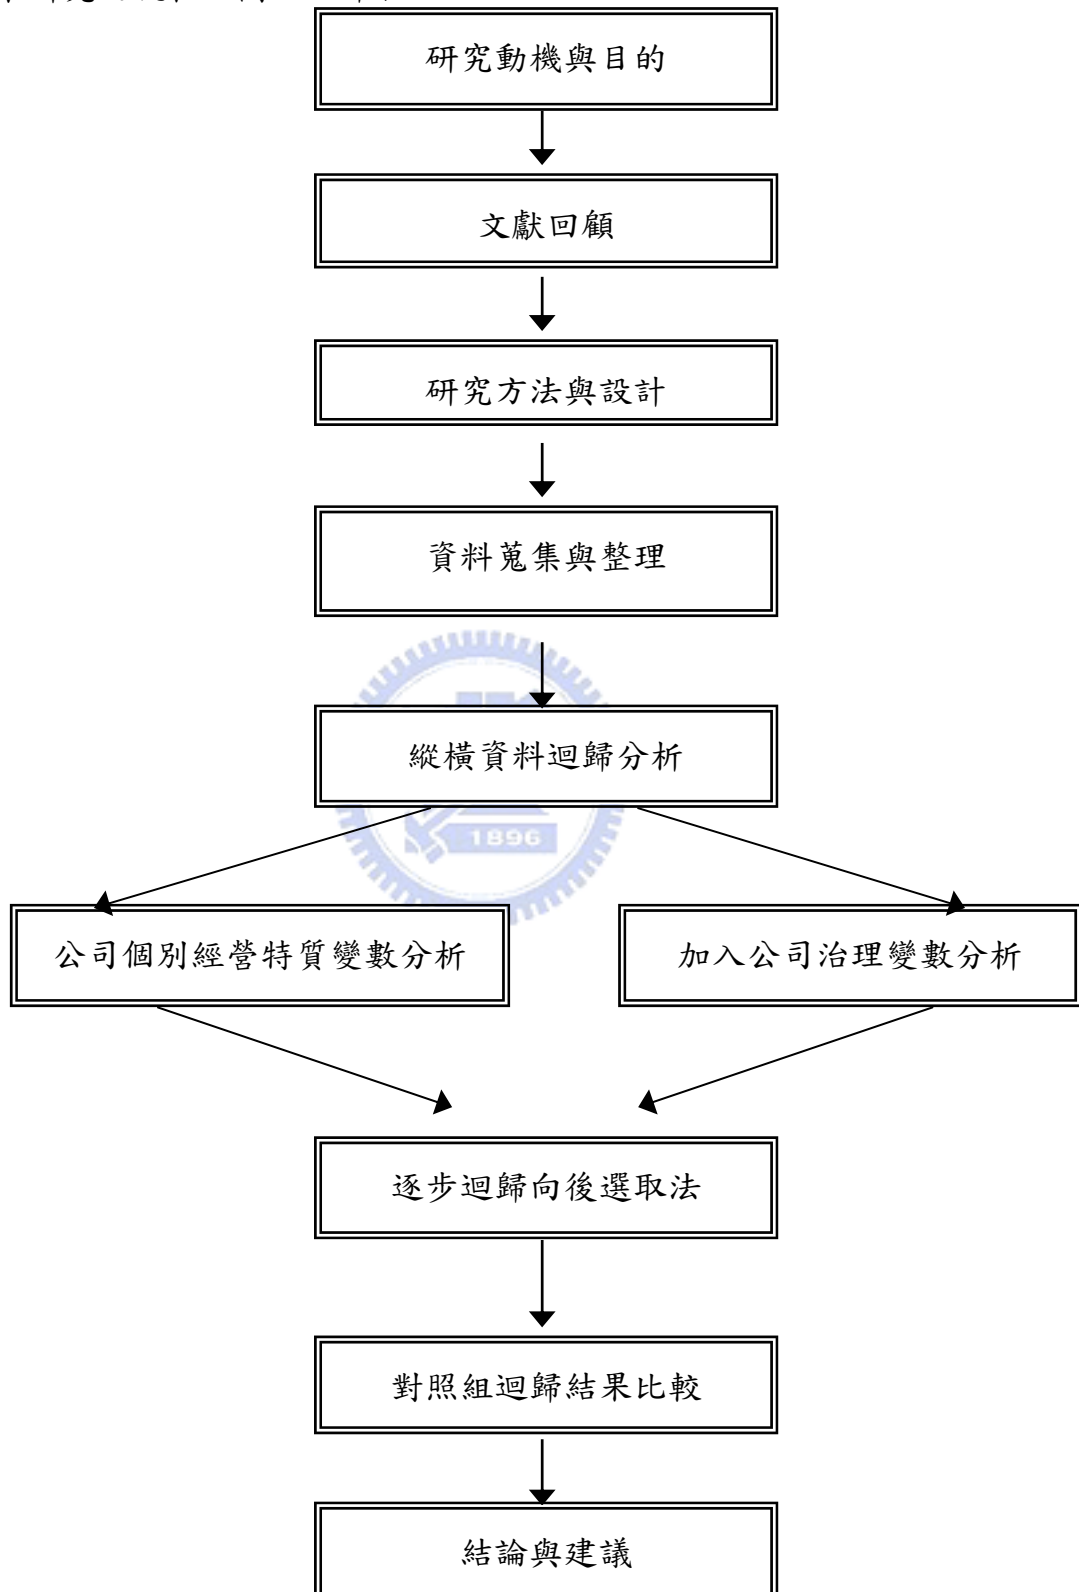 研究動機與目的
文獻回顧
研究方法與設計
資料蒐集與整理
縱橫資料迴歸分析
1896
公司個別經營特質變數分析
加入公司治理變數分析
逐步迴歸向後選取法
對照組迴歸結果比較
結論與建議